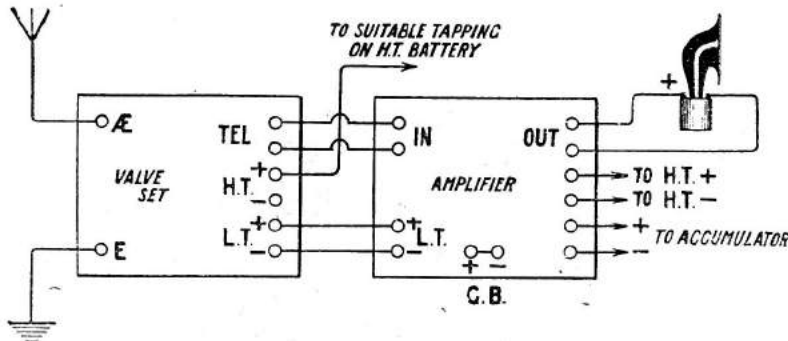 TO SUITABLE TAPPING
ON H.T. BATTERY
Æ
TEL
IN
OUT
+
VALVE
SET
+
H.T.
-
AMPLIFIER
TO H.T. +
TO H.T. -
E
+
L.T.
-
+
L.T.
-
+ -
G.B.
+
TO ACCUMULATOR
-